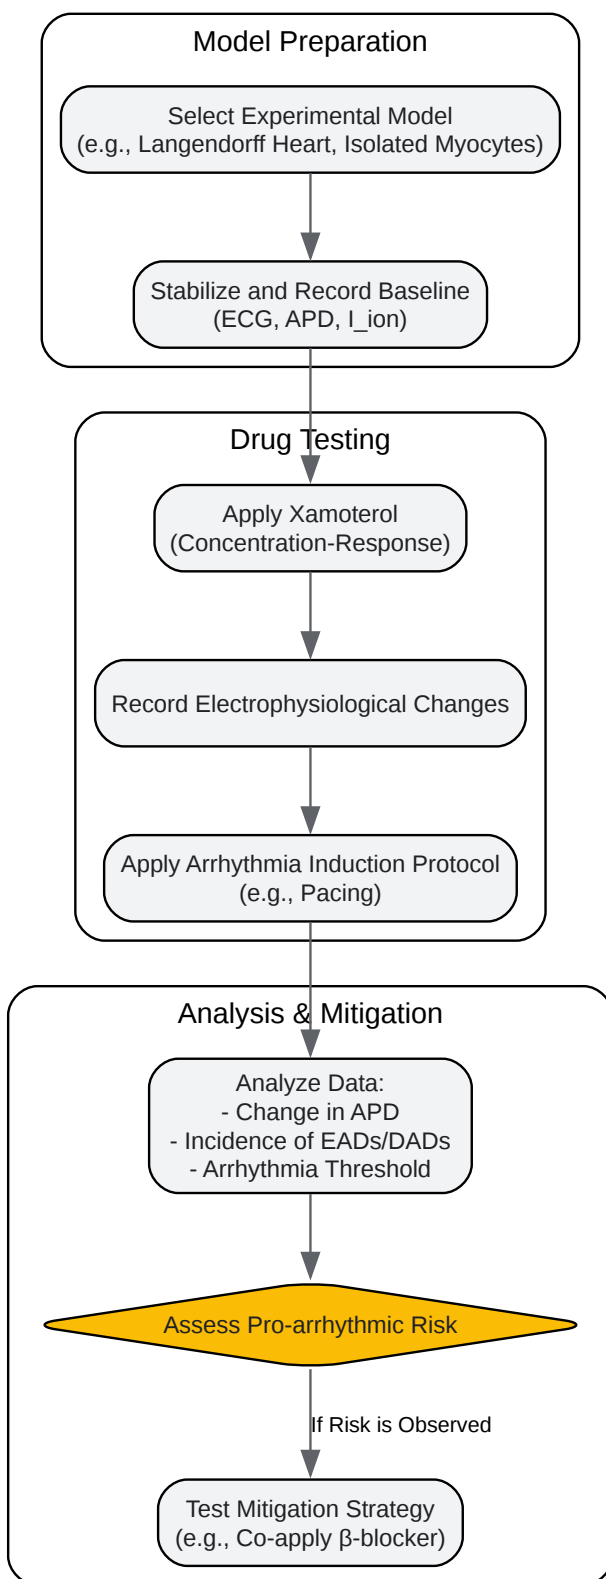 Model Preparation
Select Experimental Model
(e.g., Langendorff Heart, Isolated Myocytes)
Stabilize and Record Baseline
(ECG, APD, I_ion)
Drug Testing
Apply Xamoterol
(Concentration-Response)
Record Electrophysiological Changes
Apply Arrhythmia Induction Protocol
(e.g., Pacing)
Analysis & Mitigation
Analyze Data:
- Change in APD
- Incidence of EADs/DADs
- Arrhythmia Threshold
Assess Pro-arrhythmic Risk
If Risk is Observed
Test Mitigation Strategy
(e.g., Co-apply β-blocker)